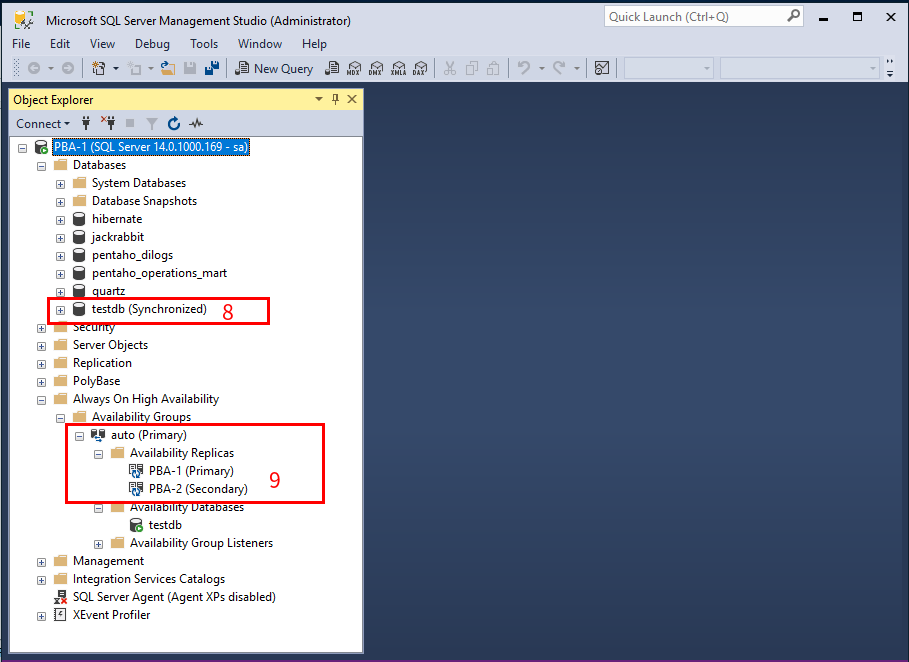 Microsoft SQL Server Management Studio (Administrator)
Quick Launch (Ctrl+Q)
File Edit View Debug Tools Window Help
New Query MDX DMX XMLA DAX
Object Explorer
Connect
PBA-1 (SQL Server 14.0.1000.169 - sa)
Databases
System Databases
Database Snapshots
hibernate
jackrabbit
pentaho_dilogs
pentaho_operations_mart
quartz
testdb (Synchronized) 8
Security
Server Objects
Replication
PolyBase
Always On High Availability
Availability Groups
auto (Primary)
Availability Replicas
PBA-1 (Primary)
PBA-2 (Secondary) 9
Availability Databases
testdb
Availability Group Listeners
Management
Integration Services Catalogs
SQL Server Agent (Agent XPs disabled)
XEvent Profiler